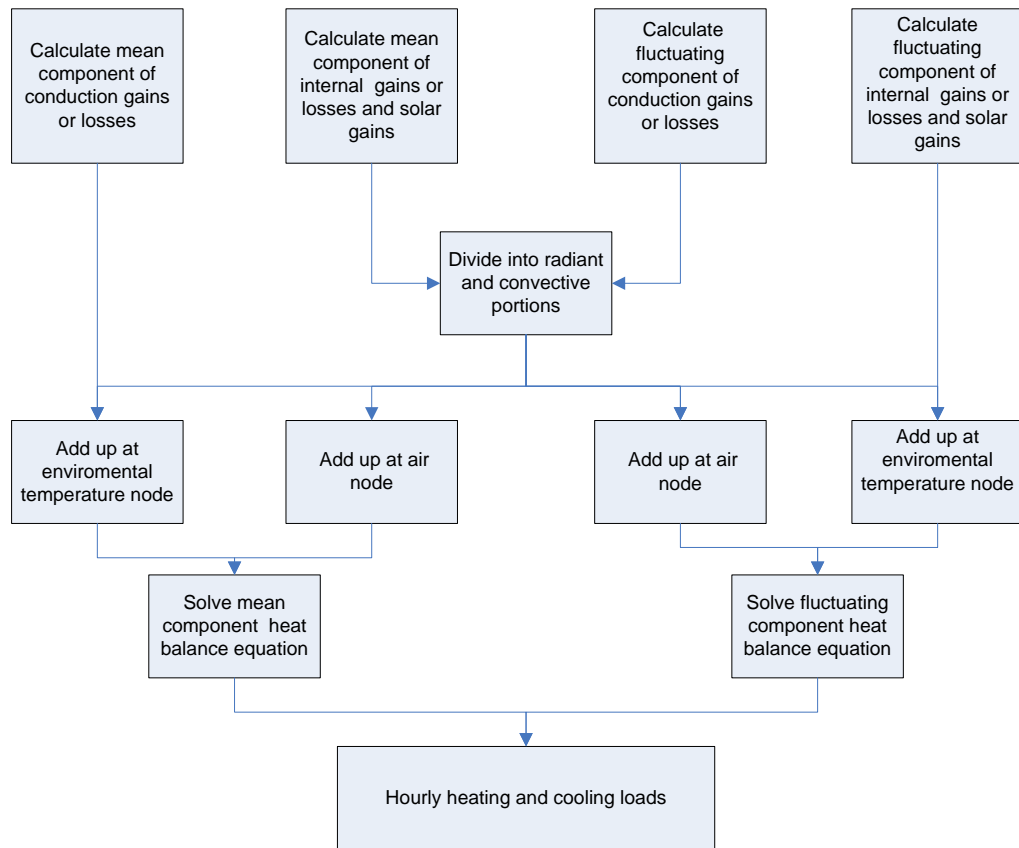 Calculate mean
component of
conduction gains
or losses
Calculate mean
component of
internal gains or
losses and solar
gains
Calculate
fluctuating
component of
conduction gains
or losses
Calculate
fluctuating
component of
internal gains or
losses and solar
gains
Divide into radiant
and convective
portions
Add up at
enviromental
temperature node
Add up at air
node
Add up at air
node
Add up at
enviromental
temperature node
Solve mean
component heat
balance equation
Solve fluctuating
component heat
balance equation
Hourly heating and cooling loads